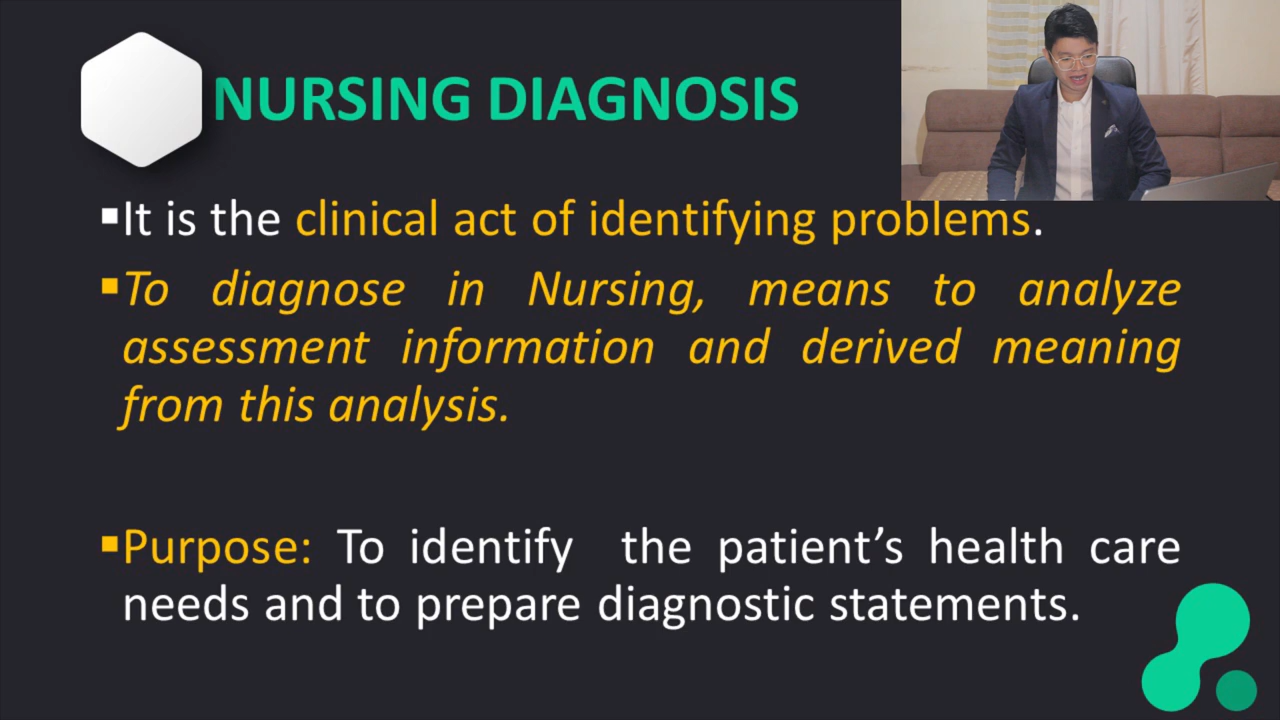 NURSING DIAGNOSIS
▪It is the clinical act of identifying problems.
▪To diagnose in Nursing, means to analyze
assessment information and derived meaning
from this analysis.
▪Purpose: To identify the patient’s health care
needs and to prepare diagnostic statements.